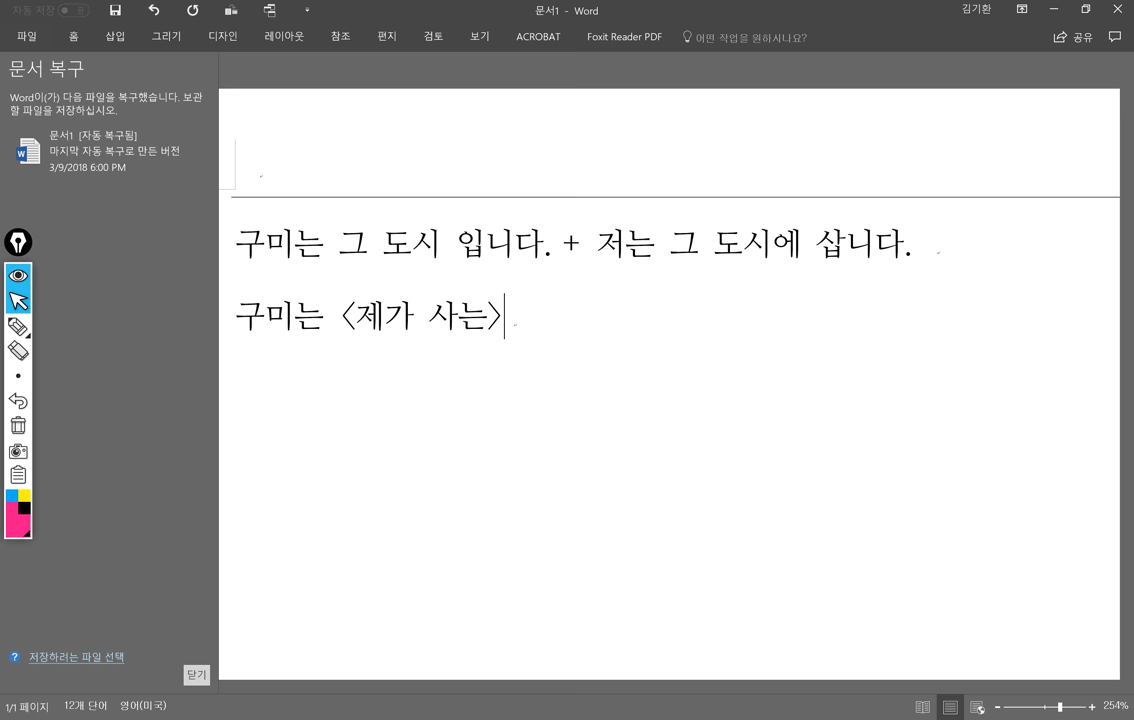 자동 저장
문서1 - Word
김기환
파일 홈 삽입 그리기 디자인 레이아웃 참조 편지 검토 보기 ACROBAT Foxit Reader PDF 어떤 작업을 원하시나요? 공유
문서 복구
Word이(가) 다음 파일을 복구했습니다. 보관
할 파일을 저장하십시오.
문서1 [자동 복구됨]
마지막 자동 복구로 만든 버전
3/9/2018 6:00 PM
구미는 그 도시 입니다. + 저는 그 도시에 삽니다.
구미는 〈제가 사는〉
? 저장하려는 파일 선택
닫기
1/1 페이지 12개 단어 영어(미국) 254%